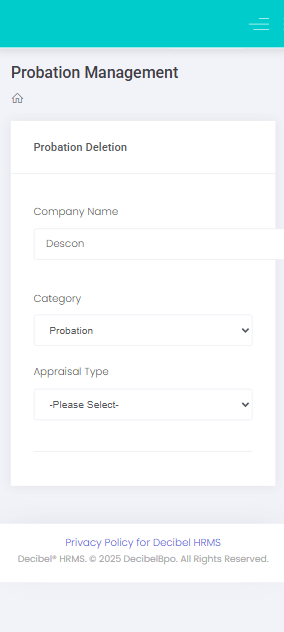 Probation Management
Probation Deletion
Company Name
Descon
Category
Probation
Appraisal Type
-Please Select-
Privacy Policy for Decibel HRMS
Decibel® HRMS. © 2025 DecibelBpo. All Rights Reserved.